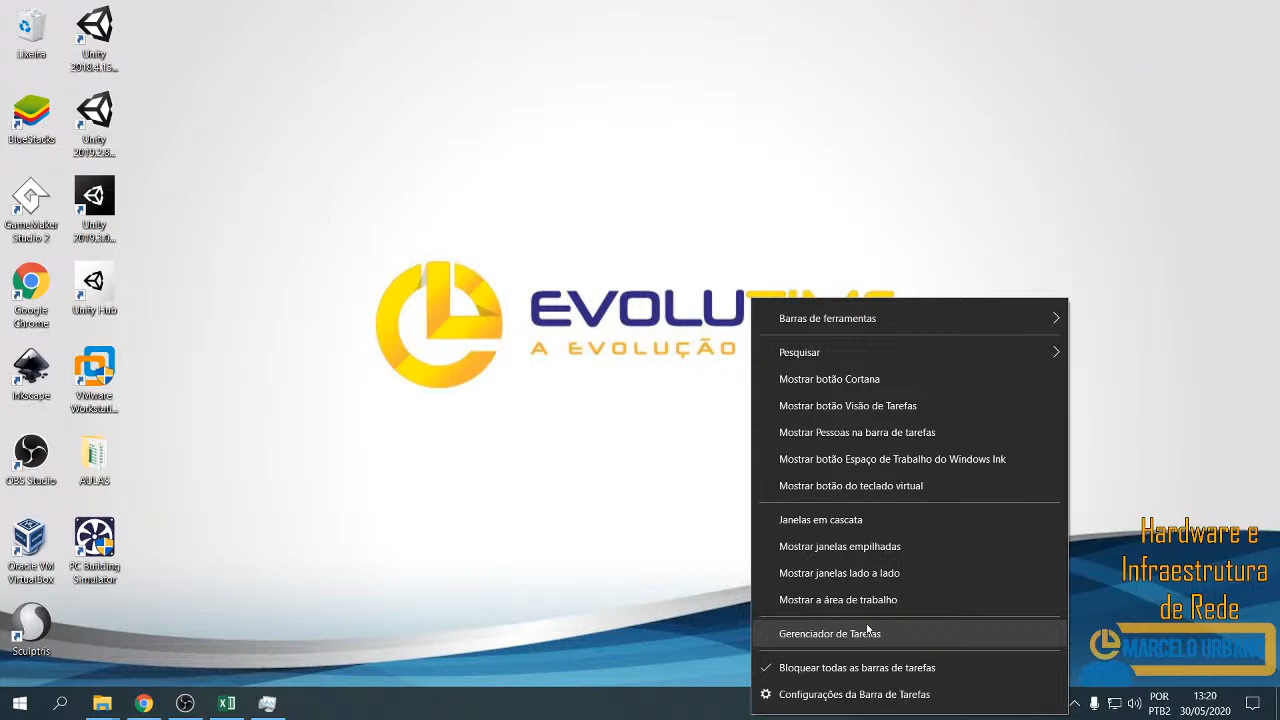 Lixeira
Unity
2018.4.15...
BlueStacks
Unity
2019.2.8...
GameMaker
Studio 2
Unity
2019.3.0...
Google
Chrome
Unity Hub
Inkscape
VMware
Workstati...
OBS Studio
AULAS
Oracle VM
VirtualBox
PC Building
Simulator
Sculptris
EVOLU
A EVOLUÇÃO
Barras de ferramentas
Pesquisar
Mostrar botão Cortana
Mostrar botão Visão de Tarefas
Mostrar Pessoas na barra de tarefas
Mostrar botão Espaço de Trabalho do Windows Ink
Mostrar botão do teclado virtual
Janelas em cascata
Mostrar janelas empilhadas
Mostrar janelas lado a lado
Mostrar a área de trabalho
Gerenciador de Tarefas
Bloquear todas as barras de tarefas
Configurações da Barra de Tarefas
Hardware e
Infraestrutura
de Rede
MARCELO
POR
PTB2
13:20
30/05/2020